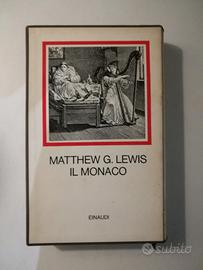 MATTHEW G. LEWIS
IL MONACO
EINAUDI
subito